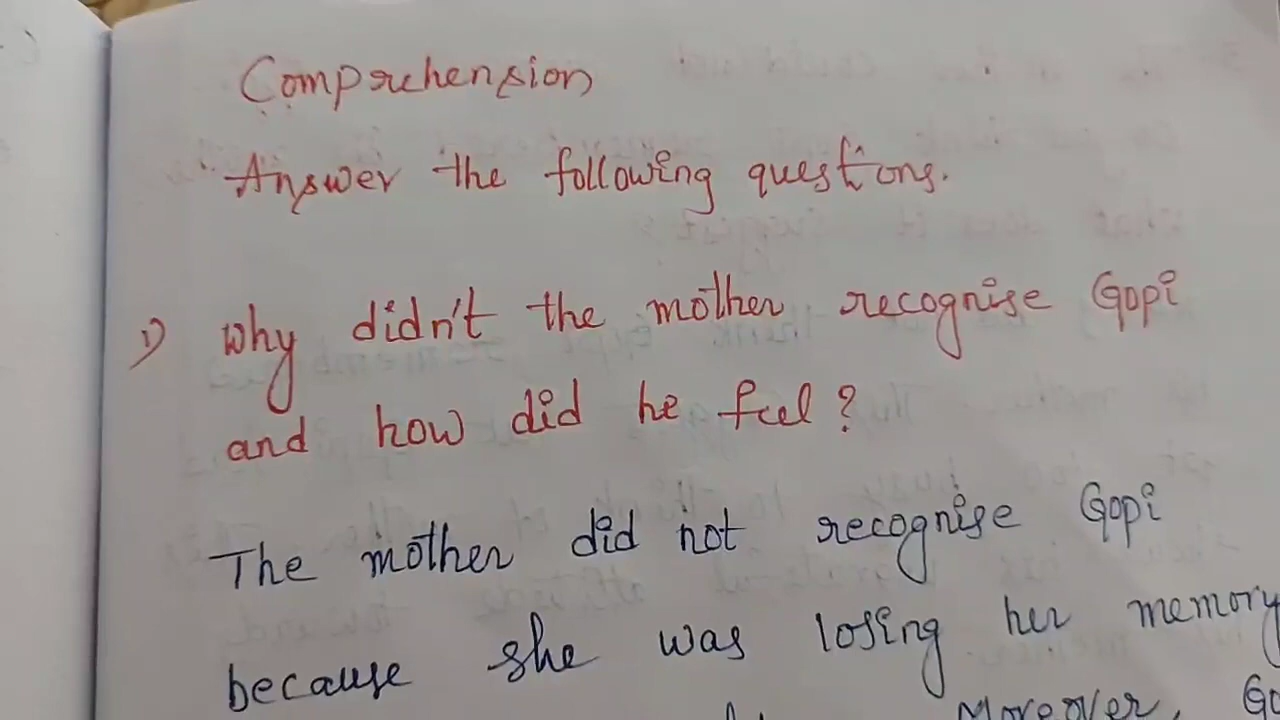 Comprehension
Answer the following questions.
1) Why didn't the mother recognise Gopi
and how did he feel?
The mother did not recognise Gopi
because she was losing her memory
Moreover,